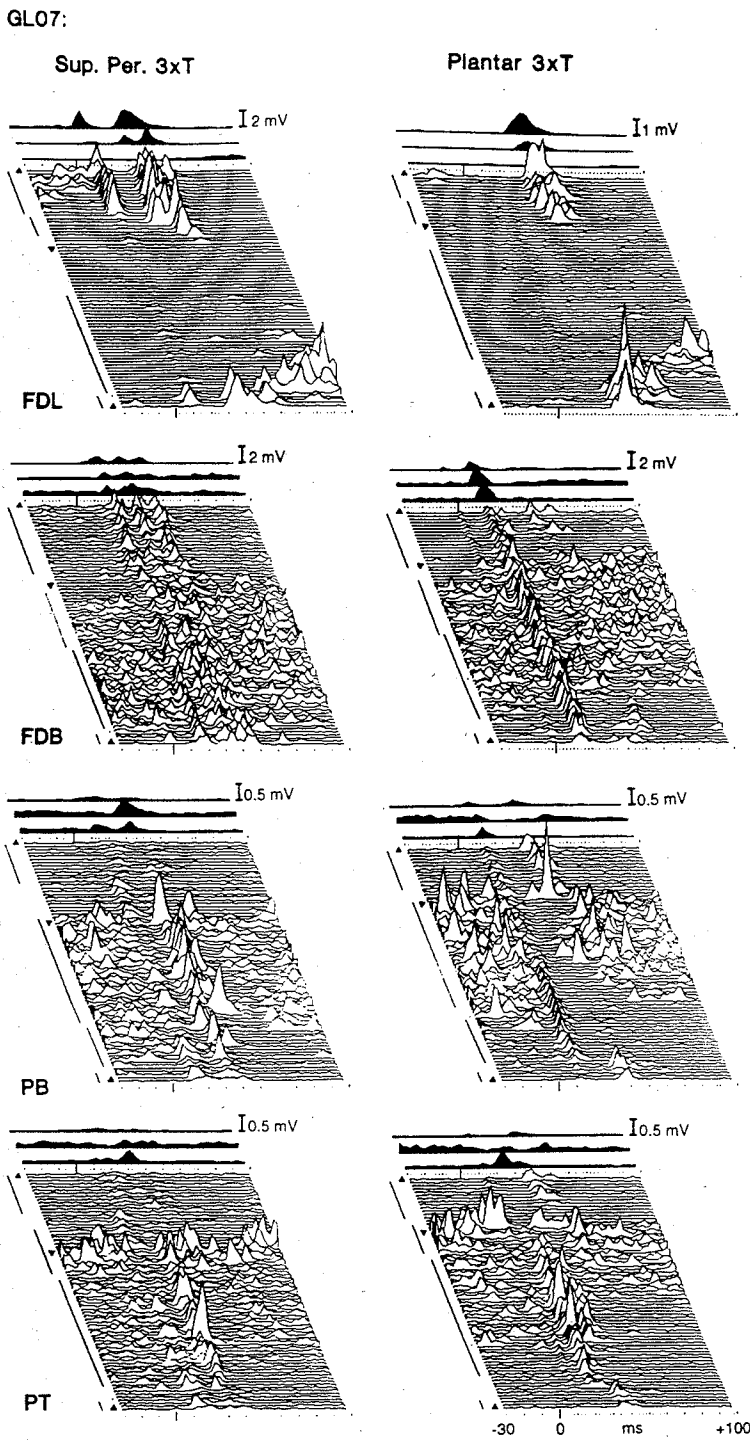 GL07:
Sup. Per. 3xT
Plantar 3xT
2 mV
1 mV
FDL
2 mV
2 mV
FDB
0.5 mV
0.5 mV
PB
0.5 mV
0.5 mV
PT
-30 0 ms +100